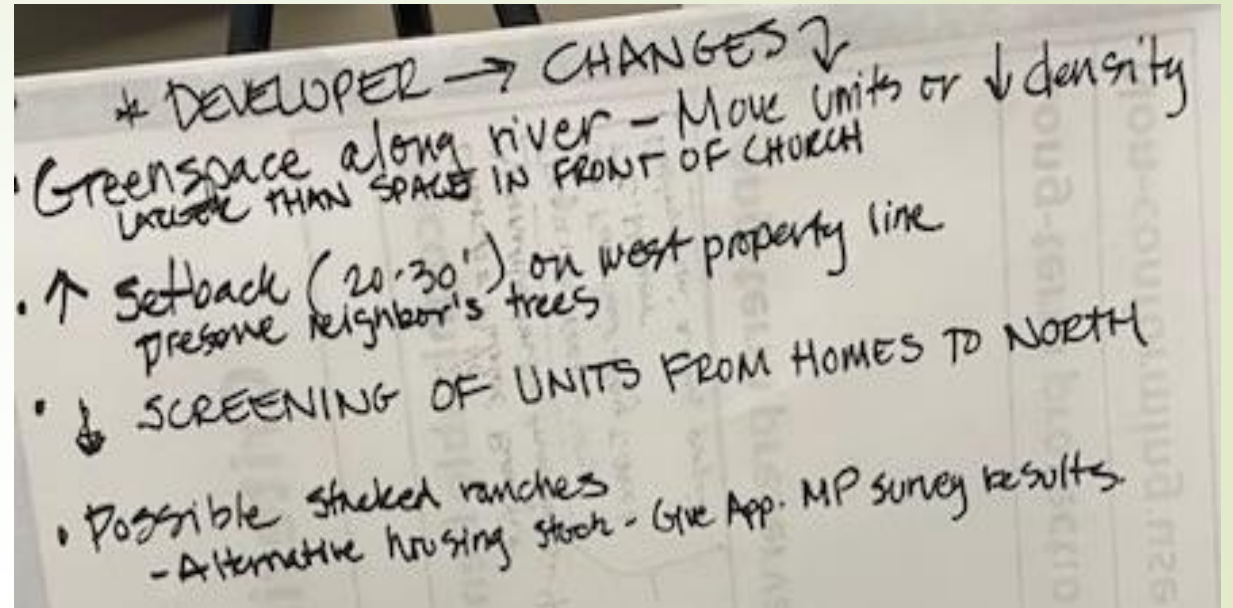 * DEVELOPER → CHANGES ↓
• Greenspace along river - Move units or ↓ density
LARGER THAN SPACE IN FRONT OF CHURCH
• ↑ Setback (20-30') on west property line
preserve neighbor's trees
• SCREENING OF UNITS FROM HOMES TO NORTH
• Possible stacked ranches
- Alternative housing stock - Give App. MP survey results.